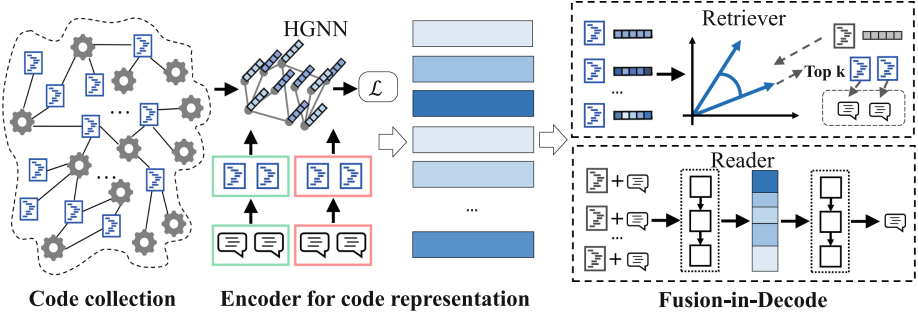 HGNN
ℒ
...
...
...
Retriever
...
Top k
Reader
...
Code collection
Encoder for code representation
Fusion-in-Decode